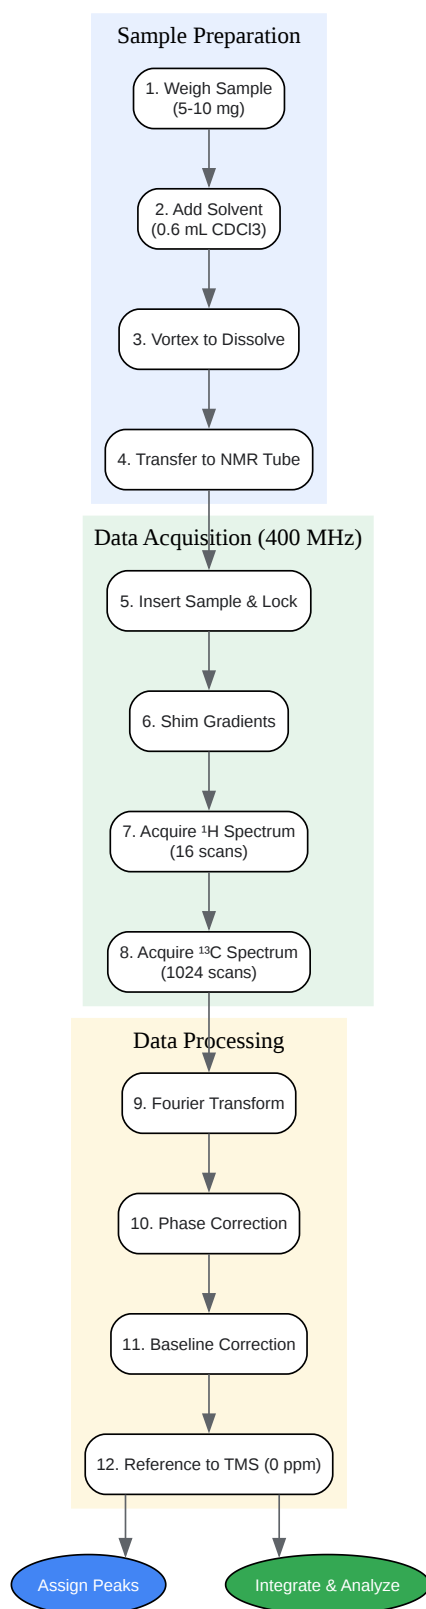 Sample Preparation
1. Weigh Sample
(5-10 mg)
2. Add Solvent
(0.6 mL CDCl3)
3. Vortex to Dissolve
4. Transfer to NMR Tube
Data Acquisition (400 MHz)
5. Insert Sample & Lock
6. Shim Gradients
7. Acquire ¹H Spectrum
(16 scans)
8. Acquire ¹³C Spectrum
(1024 scans)
Data Processing
9. Fourier Transform
10. Phase Correction
11. Baseline Correction
12. Reference to TMS (0 ppm)
Assign Peaks
Integrate & Analyze